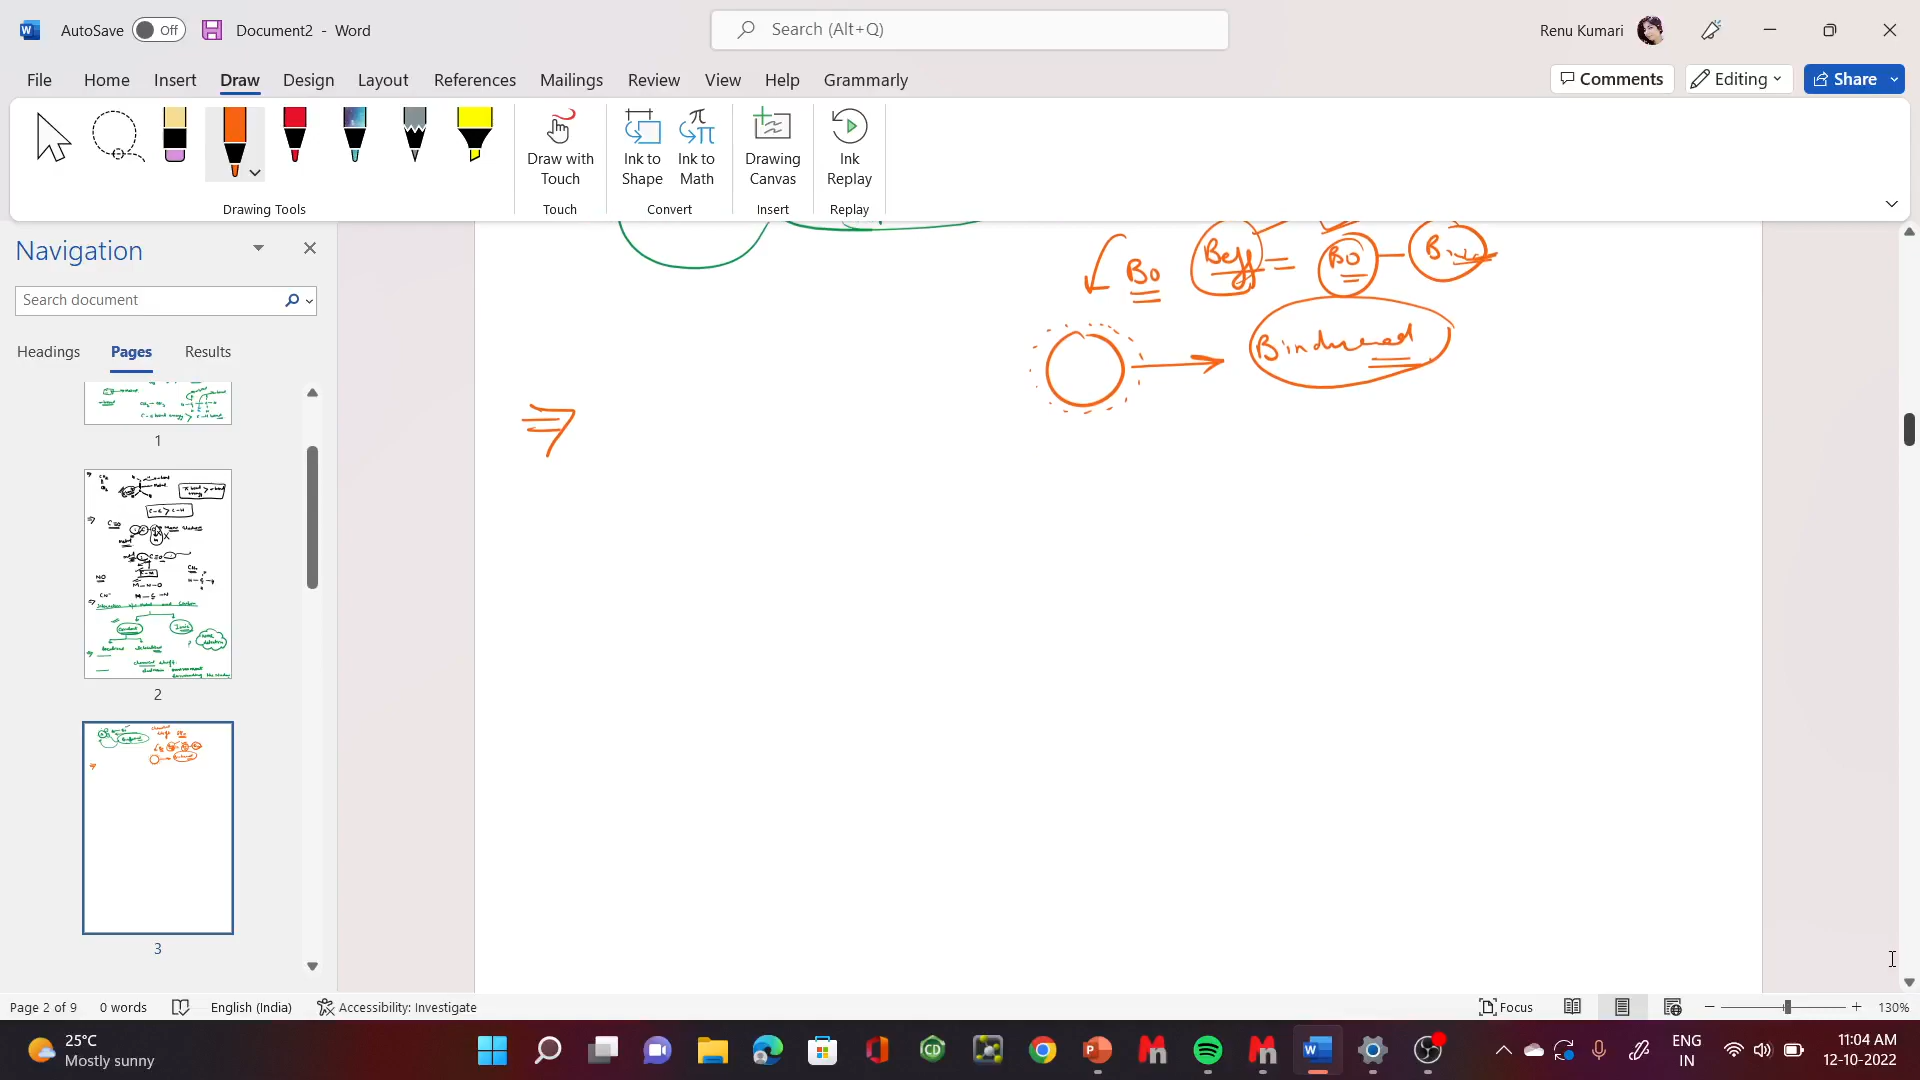 AutoSave Off Document2 - Word Search (Alt+Q) Renu Kumari
File Home Insert Draw Design Layout References Mailings Review View Help Grammarly Comments Editing Share
Draw with Touch
Ink to Shape
Ink to Math
Drawing Canvas
Ink Replay
Drawing Tools Touch Convert Insert Replay
Navigation
Search document
Headings Pages Results
1
2
3
Bo Beff = Bo - 
Binduced
⇒
Page 2 of 9 0 words English (India) Accessibility: Investigate Focus 130%
25°C
Mostly sunny
ENG
IN
11:04 AM
12-10-2022